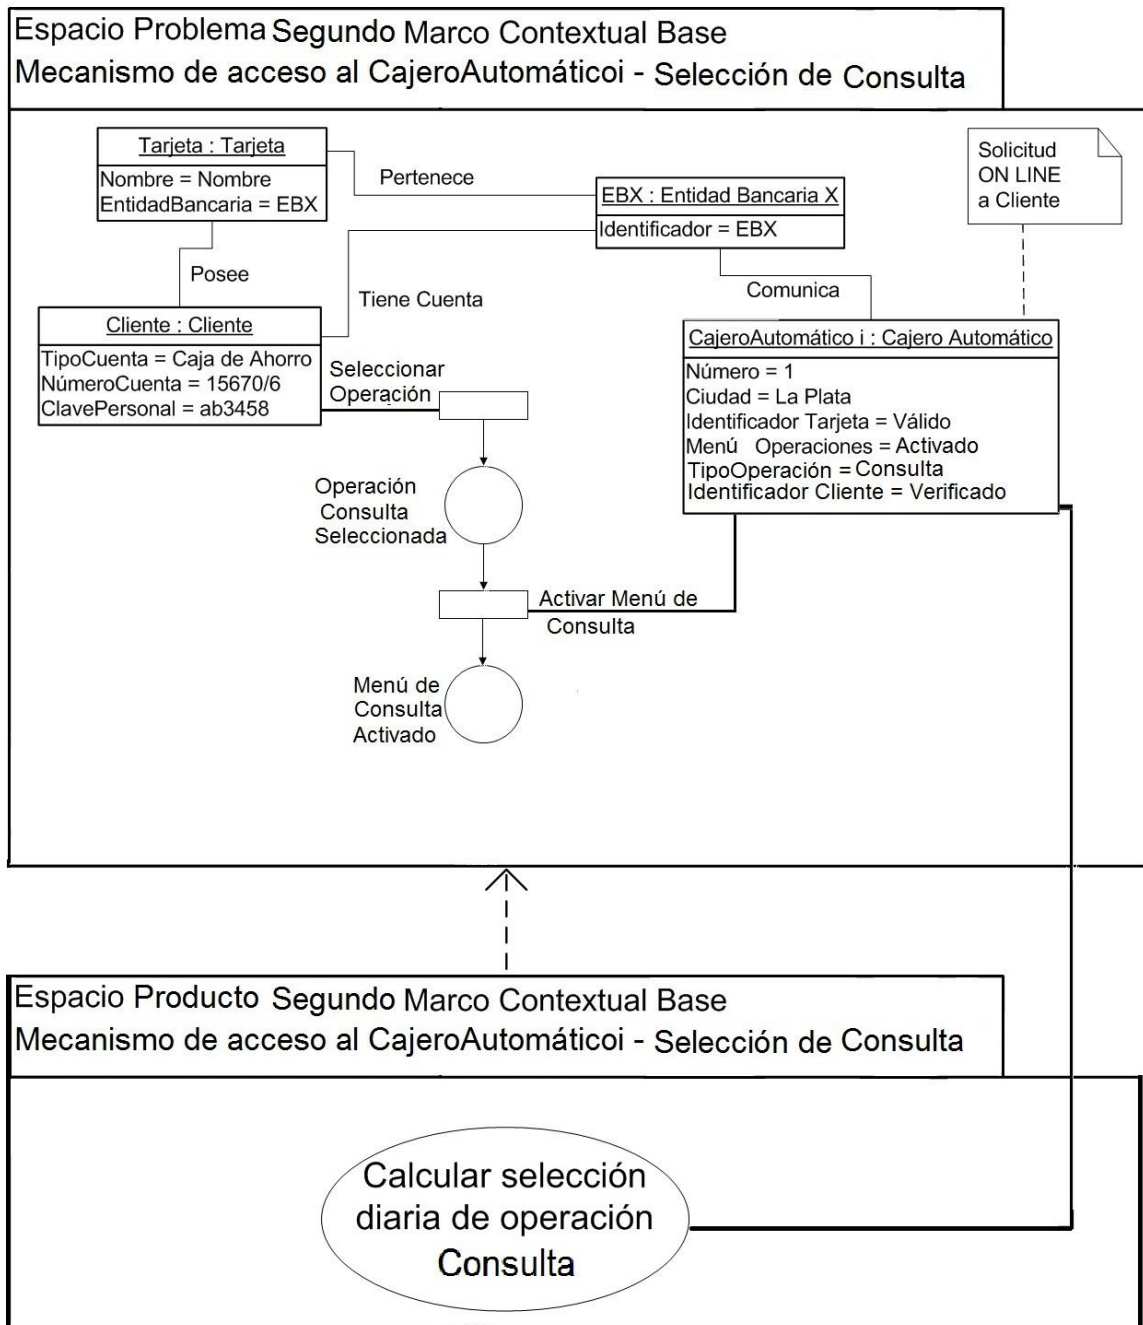 Espacio Problema Segundo Marco Contextual Base
Mecanismo de acceso al CajeroAutomáticoi - Selección de Consulta
Tarjeta : Tarjeta
Nombre = Nombre
EntidadBancaria = EBX
Pertenece
EBX : Entidad Bancaria X
Identificador = EBX
Solicitud
ON LINE
a Cliente
Posee
Tiene Cuenta
Comunica
Cliente : Cliente
TipoCuenta = Caja de Ahorro
NúmeroCuenta = 15670/6
ClavePersonal = ab3458
Seleccionar
Operación
CajeroAutomático i : Cajero Automático
Número = 1
Ciudad = La Plata
Identificador Tarjeta = Válido
Menú Operaciones = Activado
TipoOperación = Consulta
Identificador Cliente = Verificado
Operación
Consulta
Seleccionada
Activar Menú de
Consulta
Menú de
Consulta
Activado
Espacio Producto Segundo Marco Contextual Base
Mecanismo de acceso al CajeroAutomáticoi - Selección de Consulta
Calcular selección
diaria de operación
Consulta